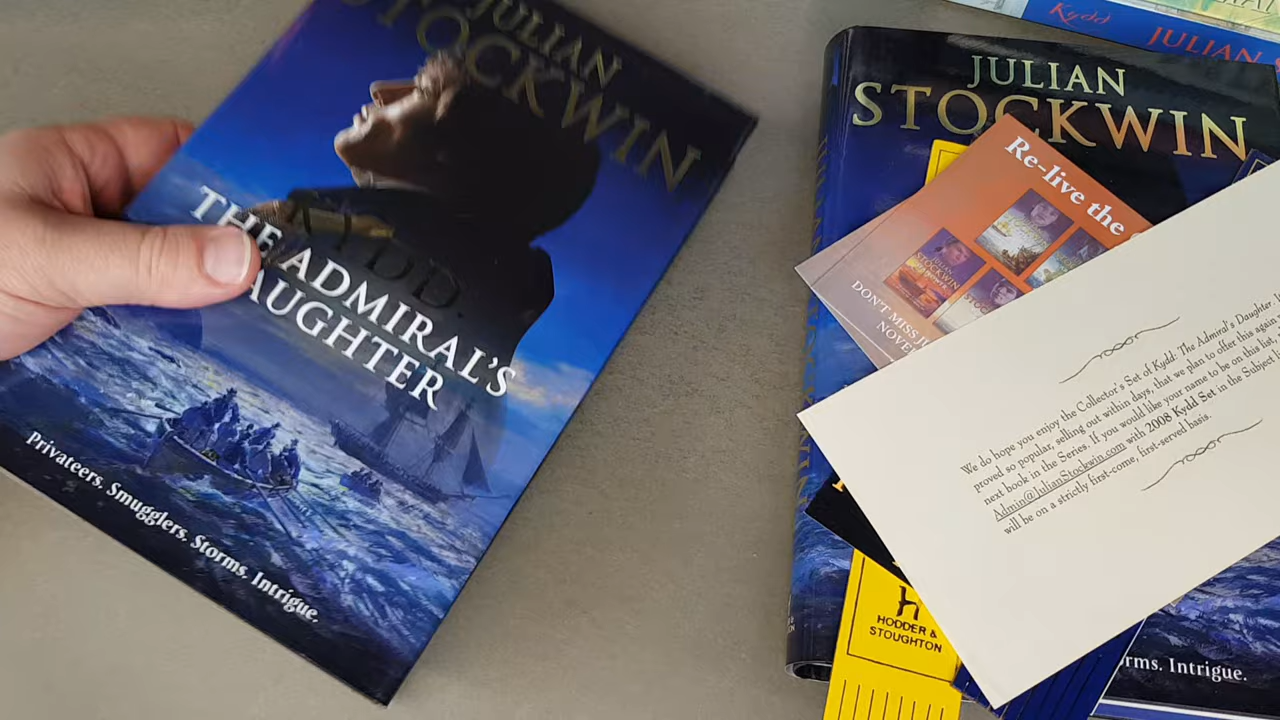 JULIAN
STOCKWIN
THE ADMIRAL'S
DAUGHTER
Privateers, Smugglers, Storms, Intrigue.
Kydd JULIAN
JULIAN
STOCKWIN
Re-live the
JULIAN
STOCKWIN
DON'T MISS
NOVE
We do hope you enjoy the Collector's Set of Kydd: The Admiral's Daughter.
proved so popular, selling out within days, that we plan to offer this again
next book in the Series. If you would like your name to be on this list,
Admin@JulianStockwin.com with 2008 Kydd Set in the Subject
will be on a strictly first-come, first-served basis.
H
HODDER &
STOUGHTON
rms. Intrigue.